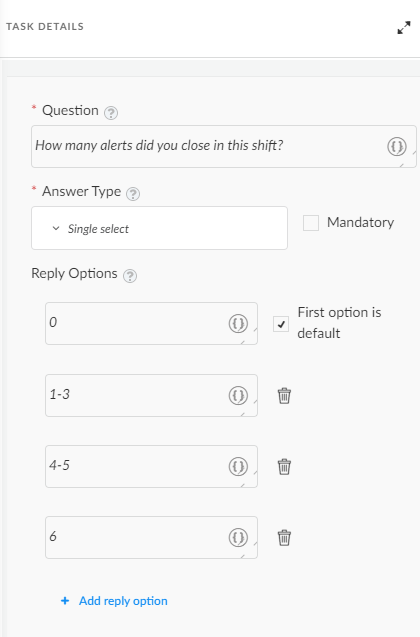 TASK DETAILS
* Question ?
How many alerts did you close in this shift? {}
* Answer Type ?
Single select
Mandatory
Reply Options ?
0 {}
First option is
default
1-3 {}
4-5 {}
6 {}
+ Add reply option